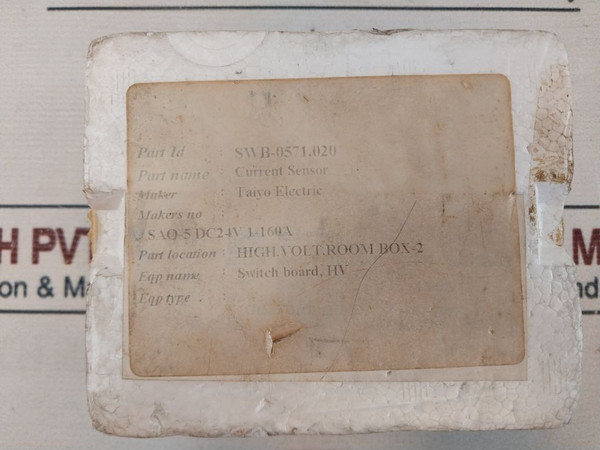 Part Id : SWB-0571.020
Part name : Current Sensor
Maker : Taiyo Electric
Makers no :
SAO-5 DC24V 1-160A
Part location : HIGH.VOLT.ROOM BOX-2
Eqp name : Switch board, HV
Eqp type :
H PVT
M
on & Ma
nd